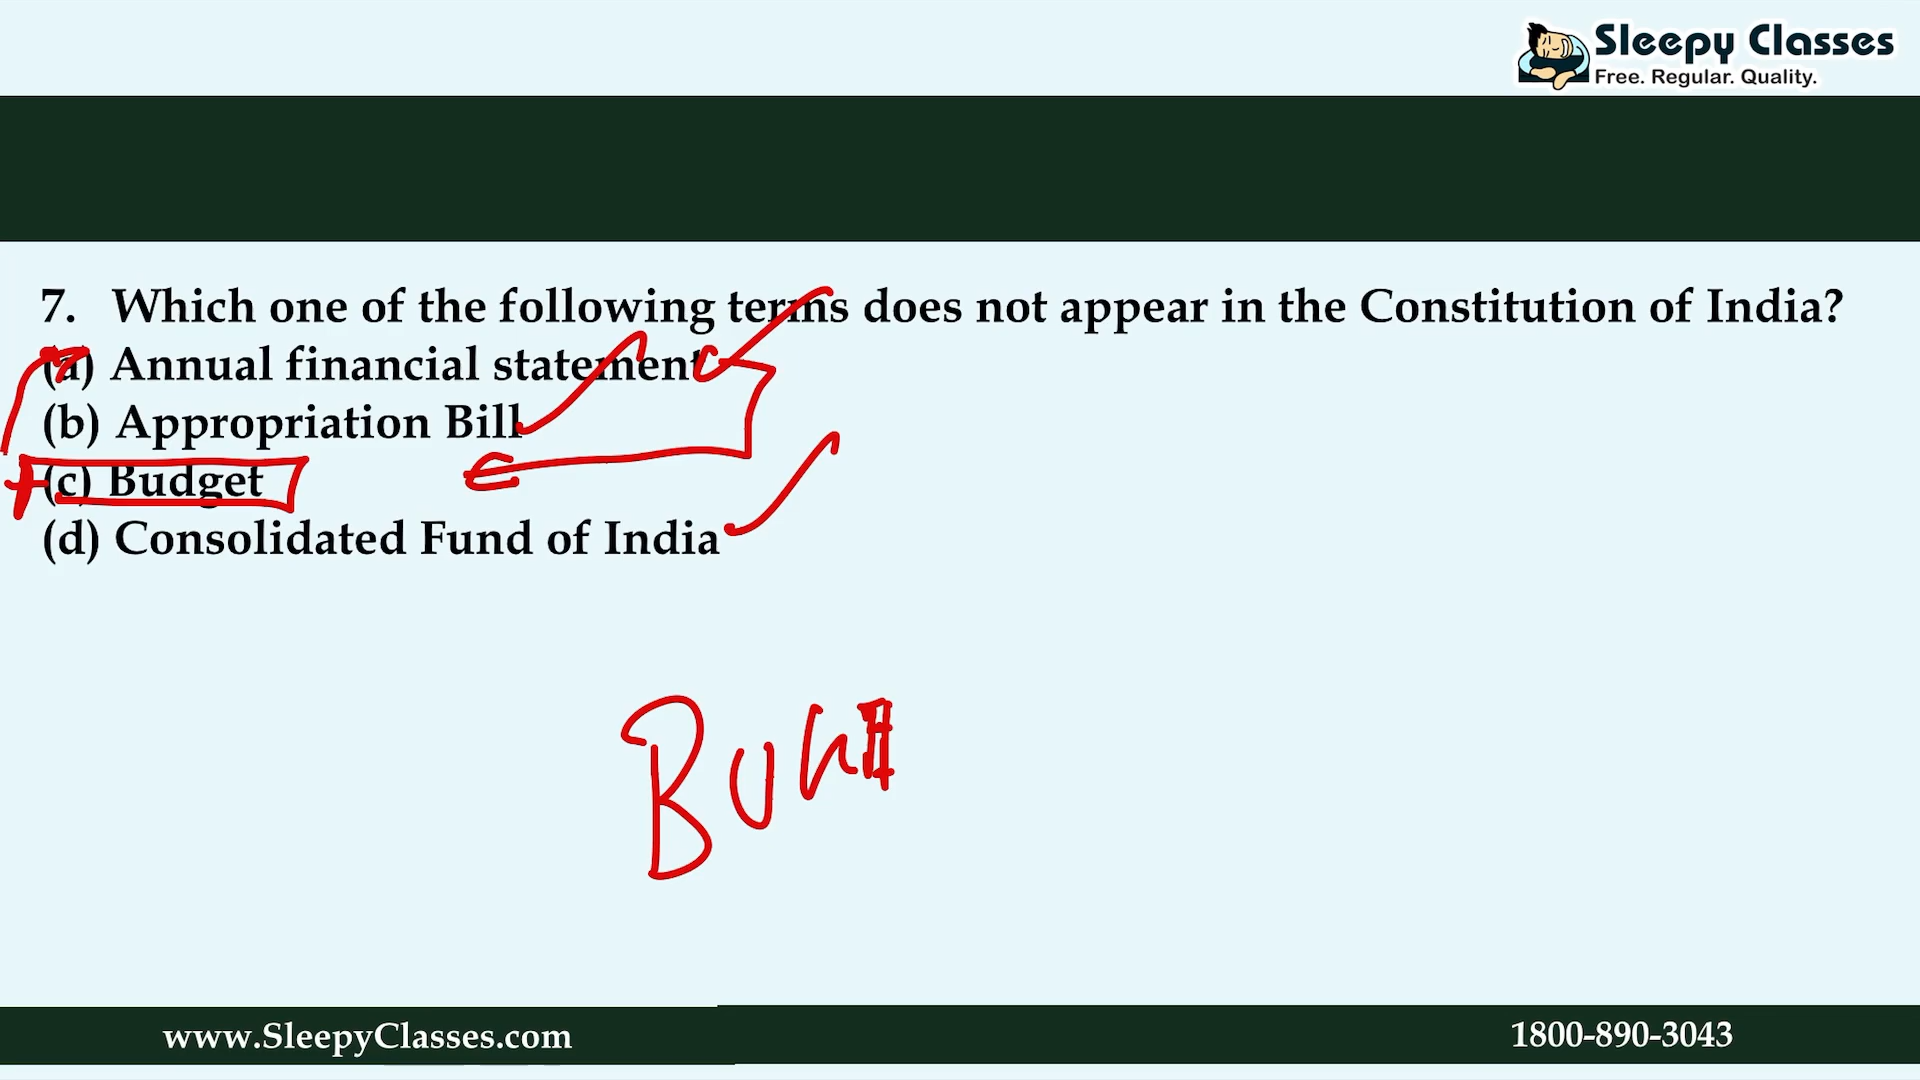 Sleepy Classes
Free. Regular. Quality.
7. Which one of the following terms does not appear in the Constitution of India?
(a) Annual financial statement
(b) Appropriation Bill
(c) Budget
(d) Consolidated Fund of India
www.SleepyClasses.com
1800-890-3043